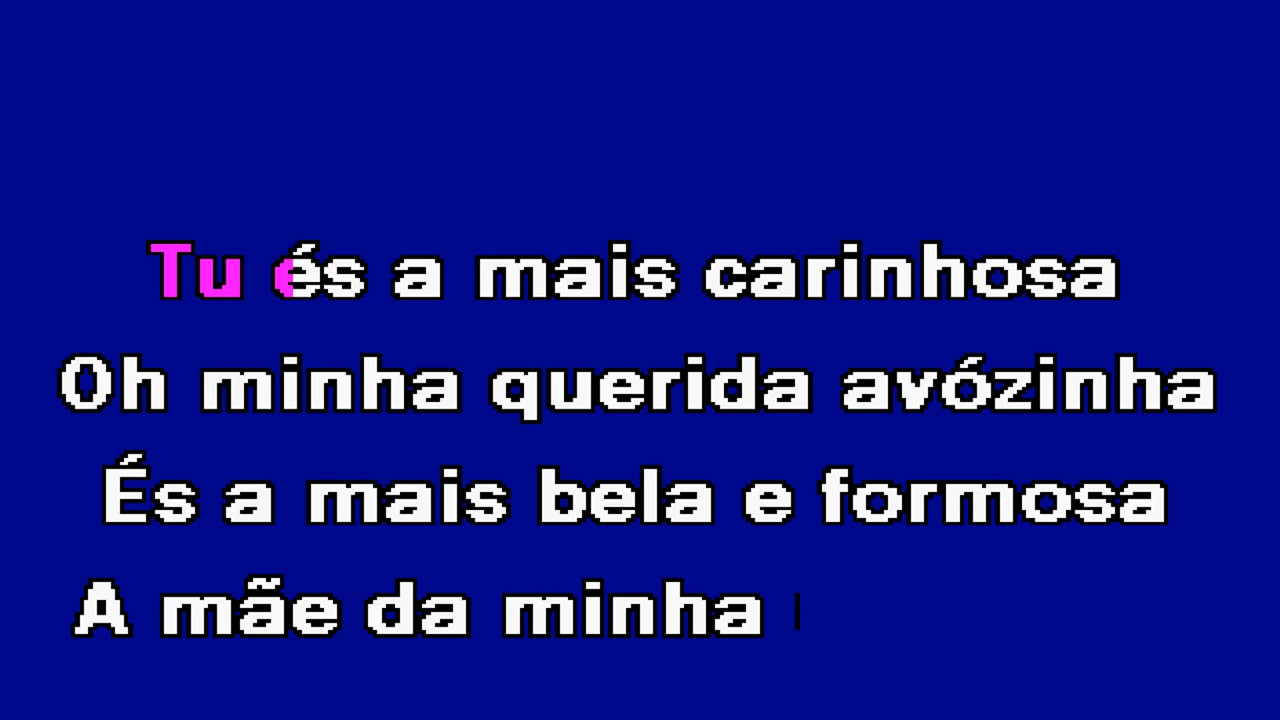 Tu és a mais carinhosa
Oh minha querida avózinha
És a mais bela e formosa
A mãe da minha